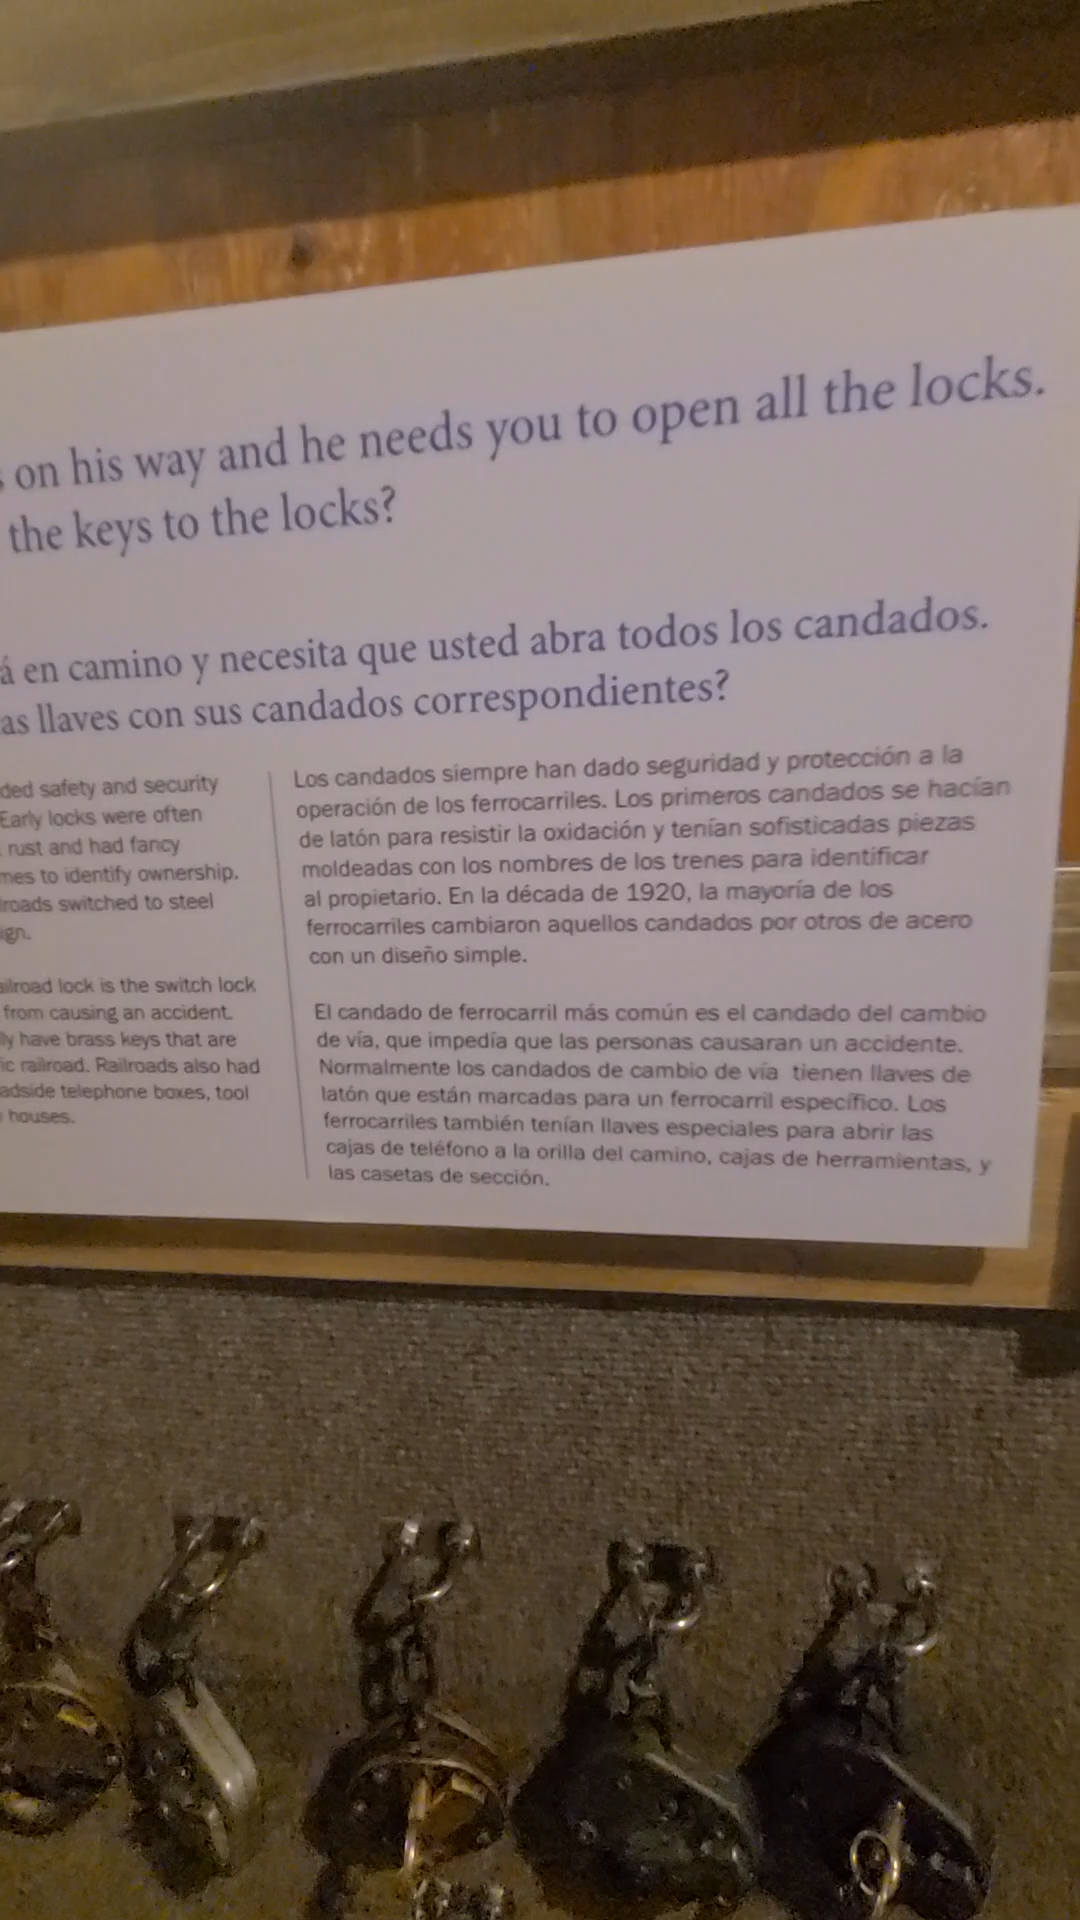 on his way and he needs you to open all the locks.
the keys to the locks?
á en camino y necesita que usted abra todos los candados.
as llaves con sus candados correspondientes?
ded safety and security
Early locks were often
rust and had fancy
mes to identify ownership.
lroads switched to steel
ign.
ailroad lock is the switch lock
from causing an accident.
ly have brass keys that are
ic railroad. Railroads also had
adside telephone boxes, tool
houses.
Los candados siempre han dado seguridad y protección a la
operación de los ferrocarriles. Los primeros candados se hacían
de latón para resistir la oxidación y tenían sofisticadas piezas
moldeadas con los nombres de los trenes para identificar
al propietario. En la década de 1920, la mayoría de los
ferrocarriles cambiaron aquellos candados por otros de acero
con un diseño simple.
El candado de ferrocarril más común es el candado del cambio
de vía, que impedía que las personas causaran un accidente.
Normalmente los candados de cambio de vía tienen llaves de
latón que están marcadas para un ferrocarril específico. Los
ferrocarriles también tenían llaves especiales para abrir las
cajas de teléfono a la orilla del camino, cajas de herramientas, y
las casetas de sección.